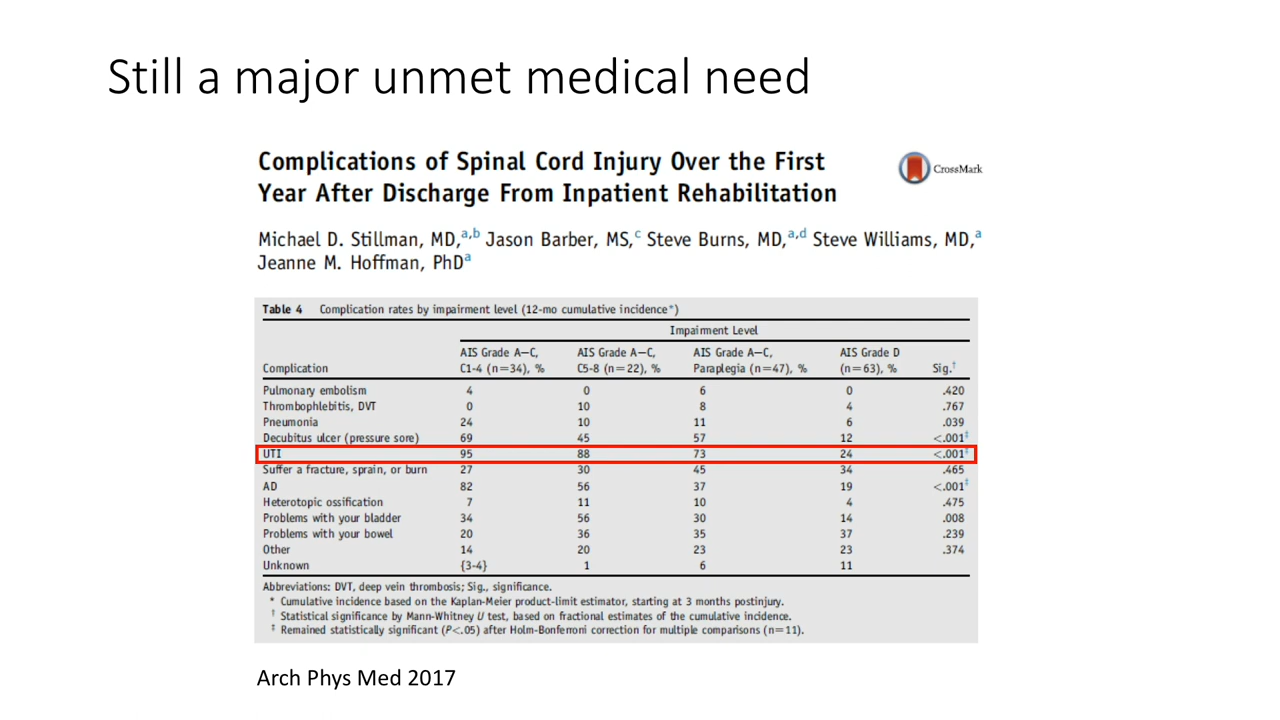 Still a major unmet medical need
Complications of Spinal Cord Injury Over the First
Year After Discharge From Inpatient Rehabilitation
CrossMark
Michael D. Stillman, MD,a,b Jason Barber, MS,c Steve Burns, MD,a,d Steve Williams, MD,a
Jeanne M. Hoffman, PhDa
Table 4 Complication rates by impairment level (12-mo cumulative incidence*)
Impairment Level
AIS Grade A–C, AIS Grade A–C, AIS Grade A–C, AIS Grade D
Complication C1-4 (n=34), % C5-8 (n=22), % Paraplegia (n=47), % (n=63), % Sig.†
Pulmonary embolism 4 0 6 0 .420
Thrombophlebitis, DVT 0 10 8 4 .767
Pneumonia 24 10 11 6 .039
Decubitus ulcer (pressure sore) 69 45 57 12 <.001‡
UTI 95 88 73 24 <.001‡
Suffer a fracture, sprain, or burn 27 30 45 34 .465
AD 82 56 37 19 <.001‡
Heterotopic ossification 7 11 10 4 .475
Problems with your bladder 34 56 30 14 .008
Problems with your bowel 20 36 35 37 .239
Other 14 20 23 23 .374
Unknown {3-4} 1 6 11
Abbreviations: DVT, deep vein thrombosis; Sig., significance.
* Cumulative incidence based on the Kaplan-Meier product-limit estimator, starting at 3 months postinjury.
† Statistical significance by Mann-Whitney U test, based on fractional estimates of the cumulative incidence.
‡ Remained statistically significant (P<.05) after Holm-Bonferroni correction for multiple comparisons (n=11).
Arch Phys Med 2017